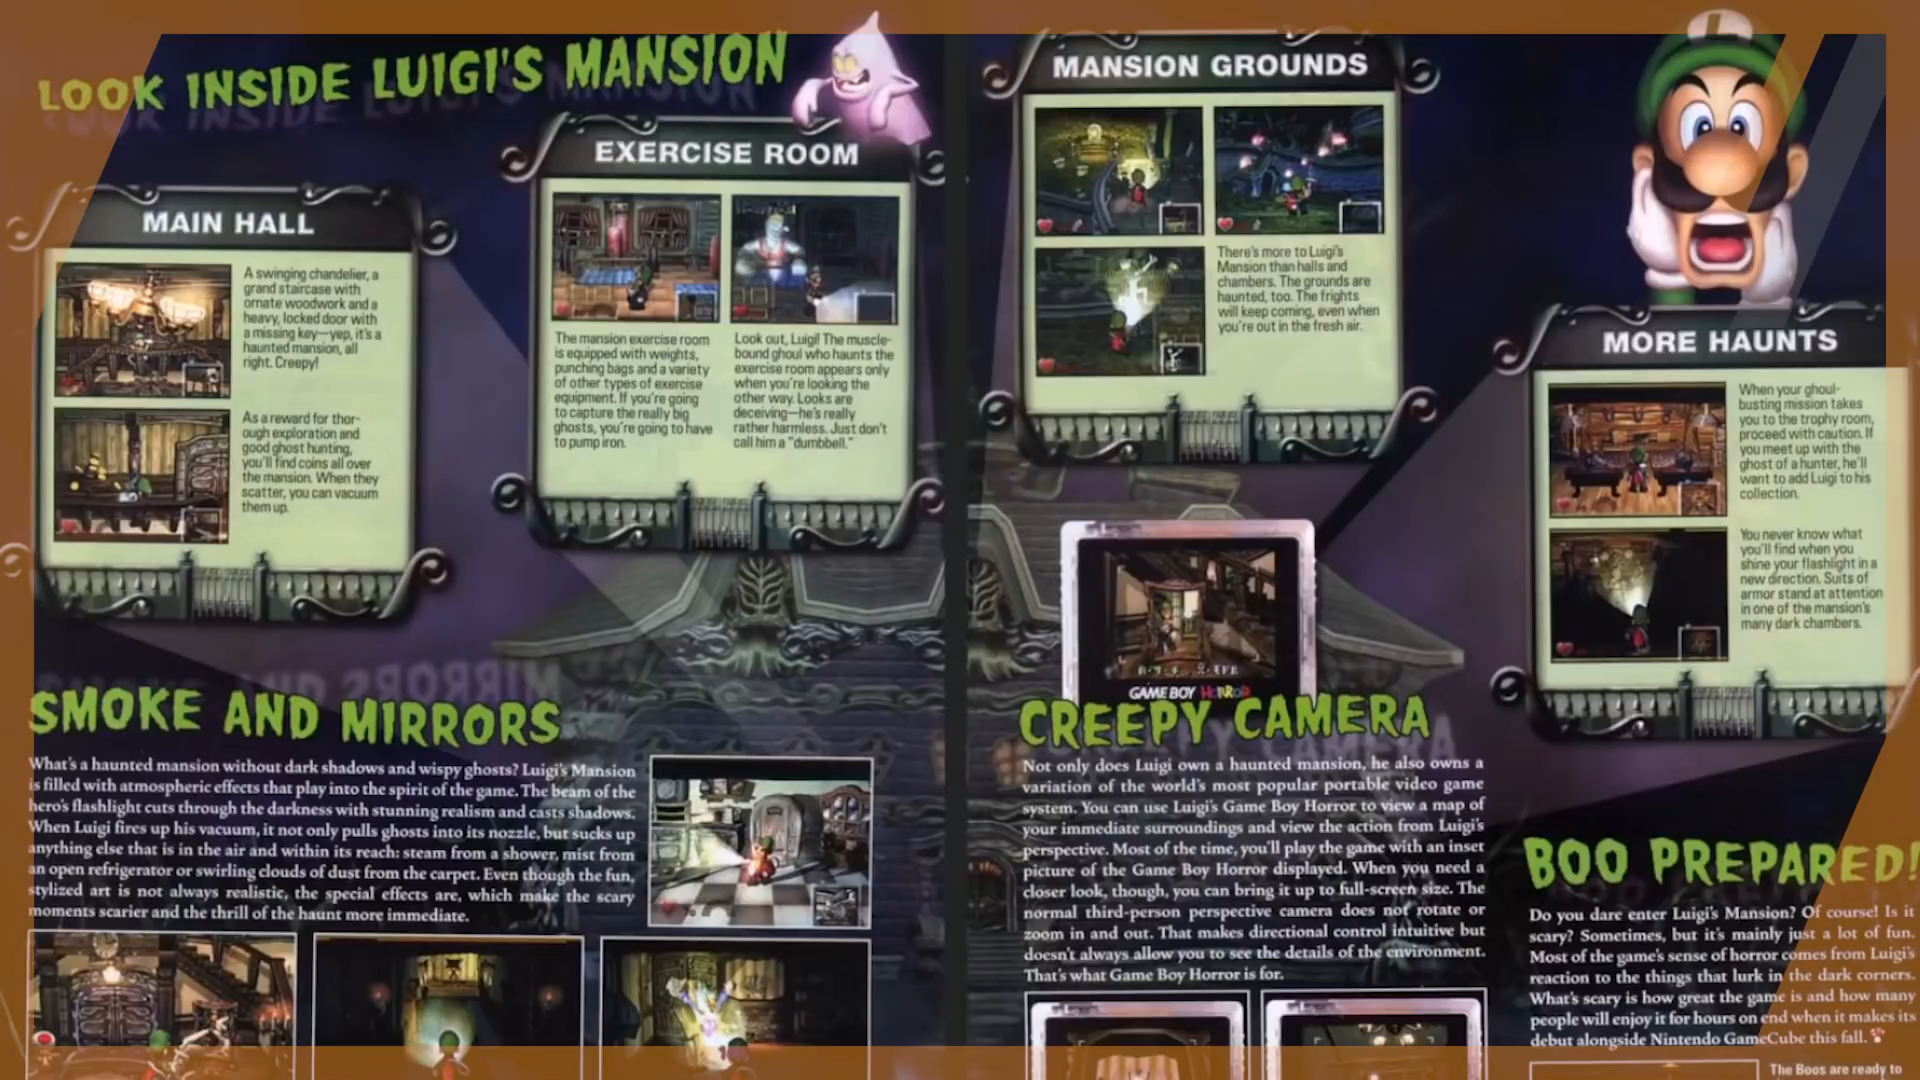 LOOK INSIDE LUIGI'S MANSION
MAIN HALL
A swinging chandelier, a
grand staircase with
ornate woodwork and a
heavy, locked door with
a missing key—yep, it's a
haunted mansion, all
right. Creepy!
As a reward for thor-
ough exploration and
good ghost hunting,
you'll find coins all over
the mansion. When they
scatter, you can vacuum
them up.
EXERCISE ROOM
The mansion exercise room
is equipped with weights,
punching bags and a variety
of other types of exercise
equipment. If you're going
to capture the really big
ghosts, you're going to have
to pump iron.
Look out, Luigi! The muscle-
bound ghoul who haunts the
exercise room appears only
when you're looking the
other way. Looks are
deceiving—he's really
rather harmless. Just don't
call him a "dumbbell."
SMOKE AND MIRRORS
What's a haunted mansion without dark shadows and wispy ghosts? Luigi's Mansion
is filled with atmospheric effects that play into the spirit of the game. The beam of the
hero's flashlight cuts through the darkness with stunning realism and casts shadows.
When Luigi fires up his vacuum, it not only pulls ghosts into its nozzle, but sucks up
anything else that is in the air and within its reach: steam from a shower, mist from
an open refrigerator or swirling clouds of dust from the carpet. Even though the fun,
stylized art is not always realistic, the special effects are, which make the scary
moments scarier and the thrill of the haunt more immediate.
MANSION GROUNDS
There's more to Luigi's
Mansion than halls and
chambers. The grounds are
haunted, too. The frights
will keep coming, even when
you're out in the fresh air.
L
GAME BOY HORROR
CREEPY CAMERA
Not only does Luigi own a haunted mansion, he also owns a
variation of the world's most popular portable video game
system. You can use Luigi's Game Boy Horror to view a map of
your immediate surroundings and view the action from Luigi's
perspective. Most of the time, you'll play the game with an inset
picture of the Game Boy Horror displayed. When you need a
closer look, though, you can bring it up to full-screen size. The
normal third-person perspective camera does not rotate or
zoom in and out. That makes directional control intuitive but
doesn't always allow you to see the details of the environment.
That's what Game Boy Horror is for.
MORE HAUNTS
When your ghoul-
busting mission takes
you to the trophy room,
proceed with caution. If
you meet up with the
ghost of a hunter, he'll
want to add Luigi to his
collection.
You never know what
you'll find when you
shine your flashlight in a
new direction. Suits of
armor stand at attention
in one of the mansion's
many dark chambers.
BOO PREPARED!
Do you dare enter Luigi's Mansion? Of course! Is it
scary? Sometimes, but it's mainly just a lot of fun.
Most of the game's sense of horror comes from Luigi's
reaction to the things that lurk in the dark corners.
What's scary is how great the game is and how many
people will enjoy it for hours on end when it makes its
debut alongside Nintendo GameCube this fall.
The Boos are ready to